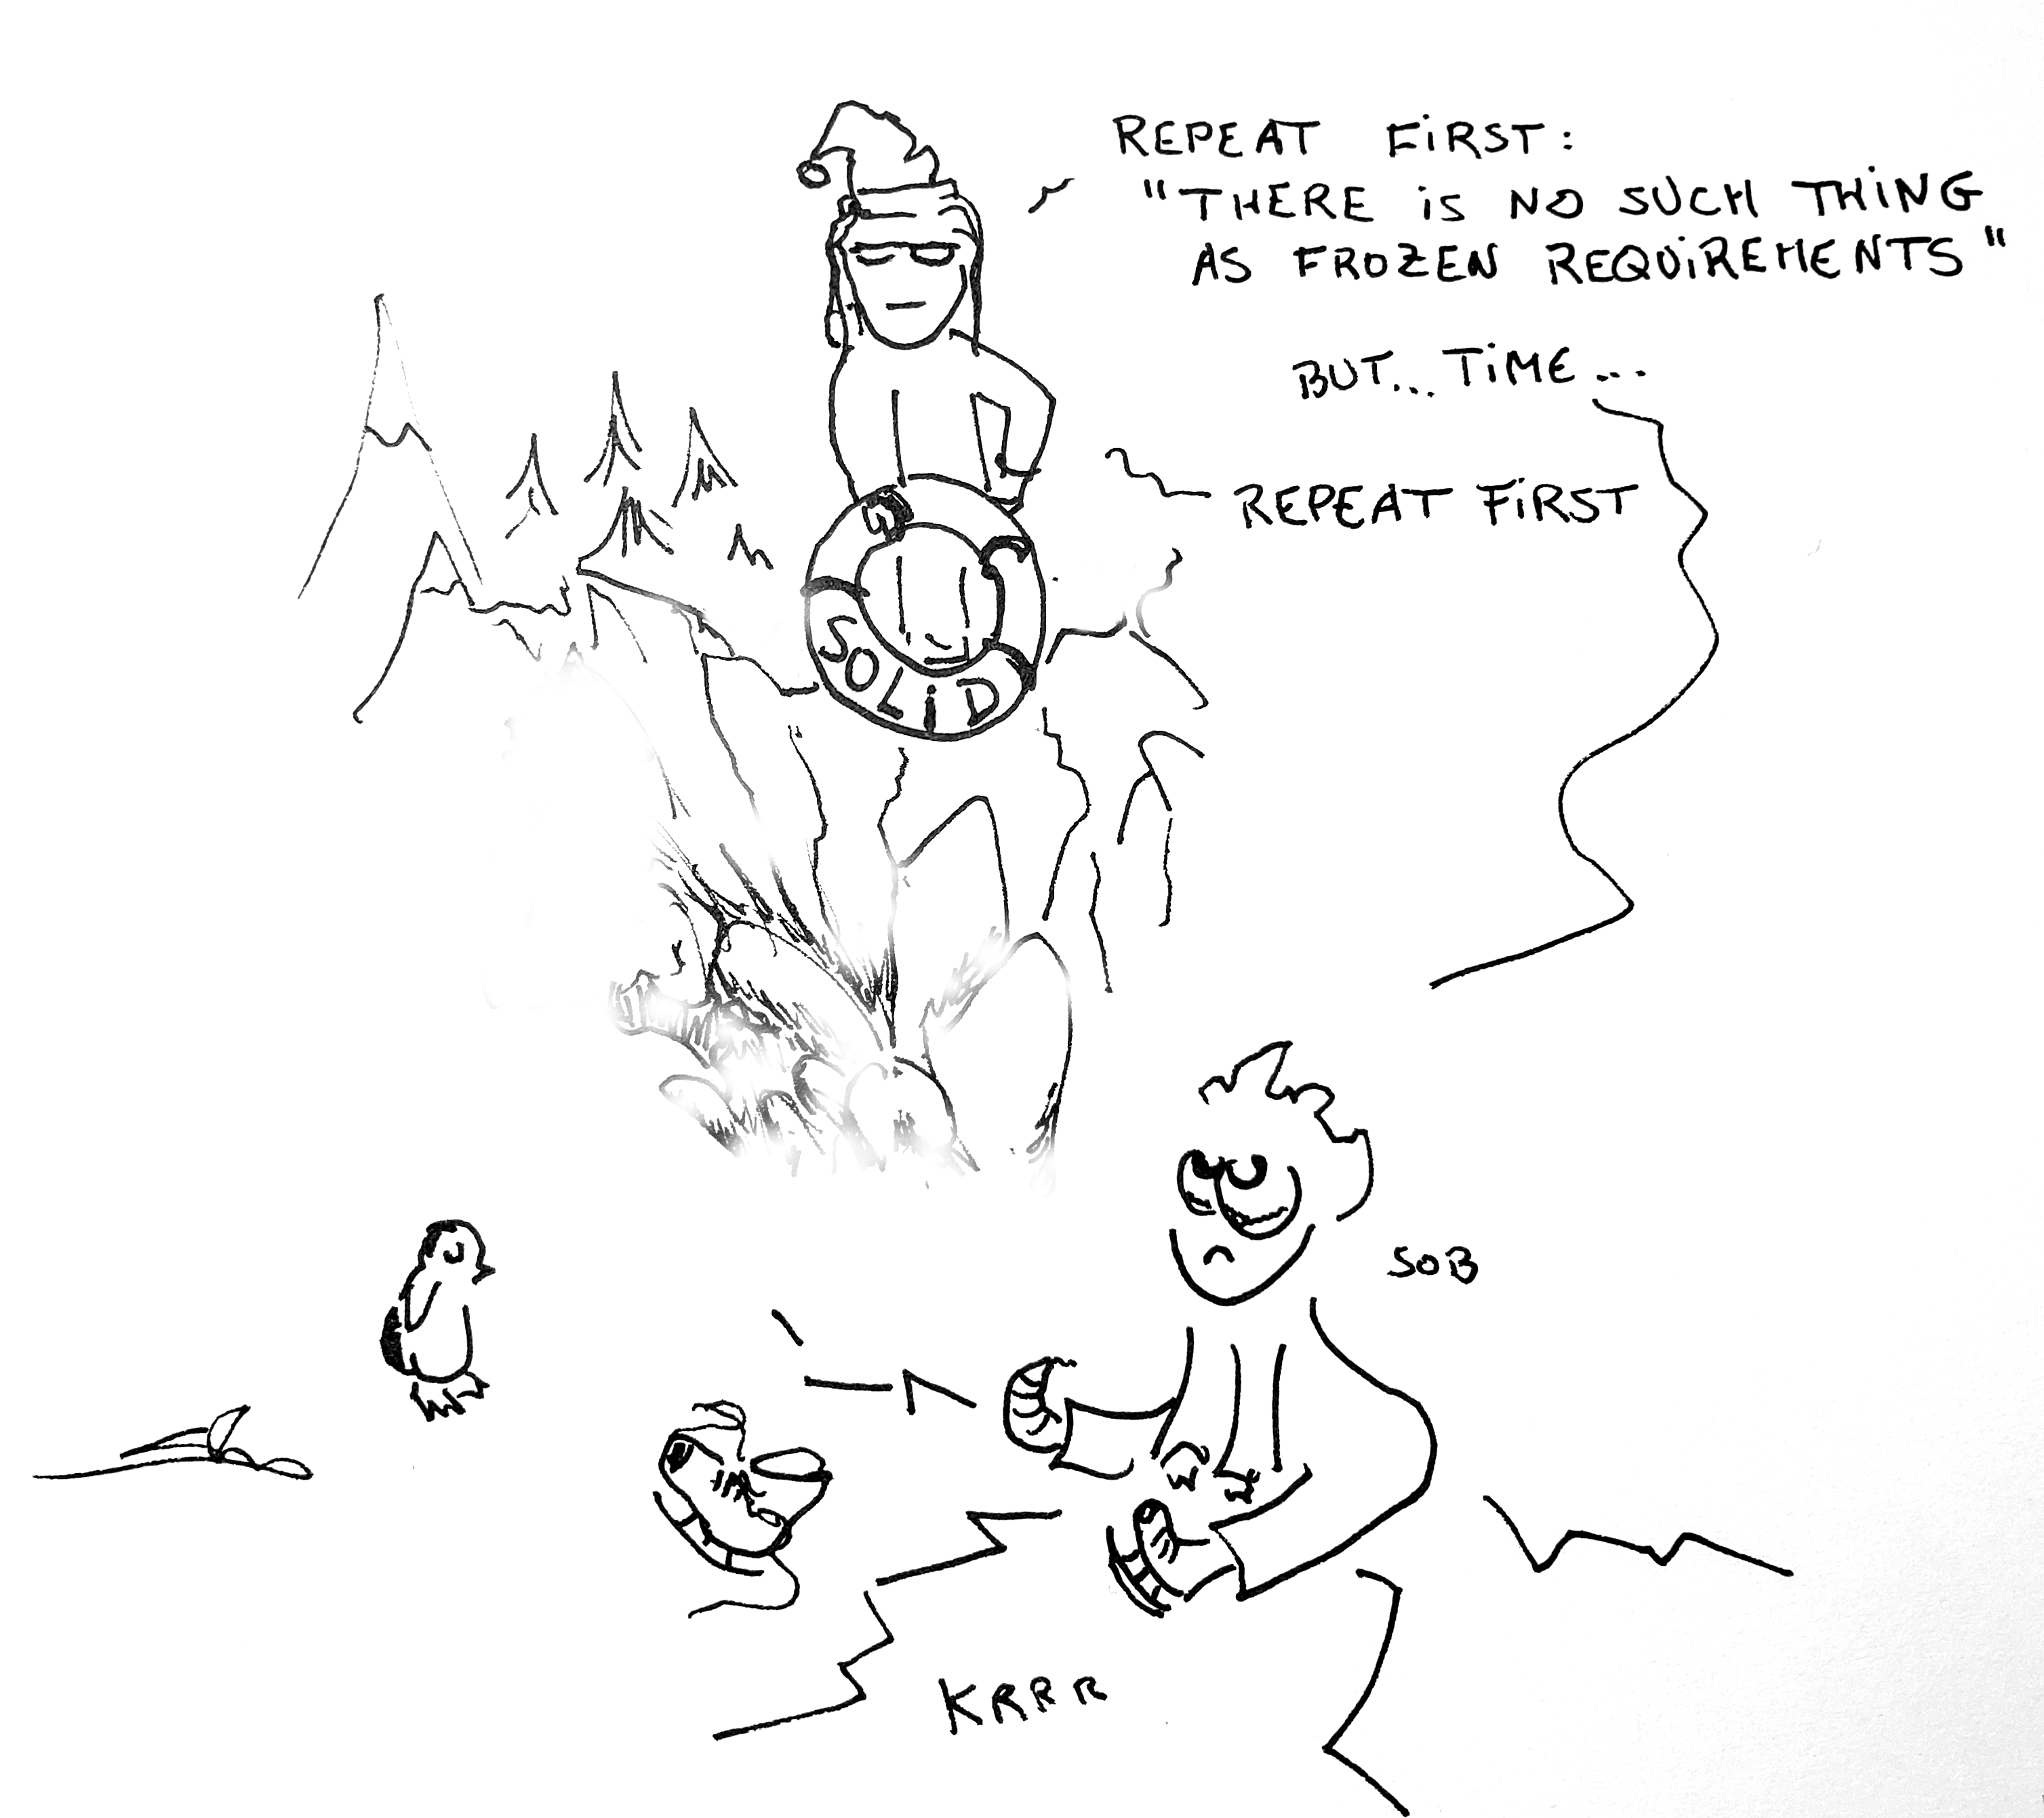 REPEAT FiRST:
"THERE iS NO SUCH THiNG
AS FROZEN REQUiREMENTS"
BUT... TiME ...
REPEAT FiRST
SOLiD
SOB
KRRR